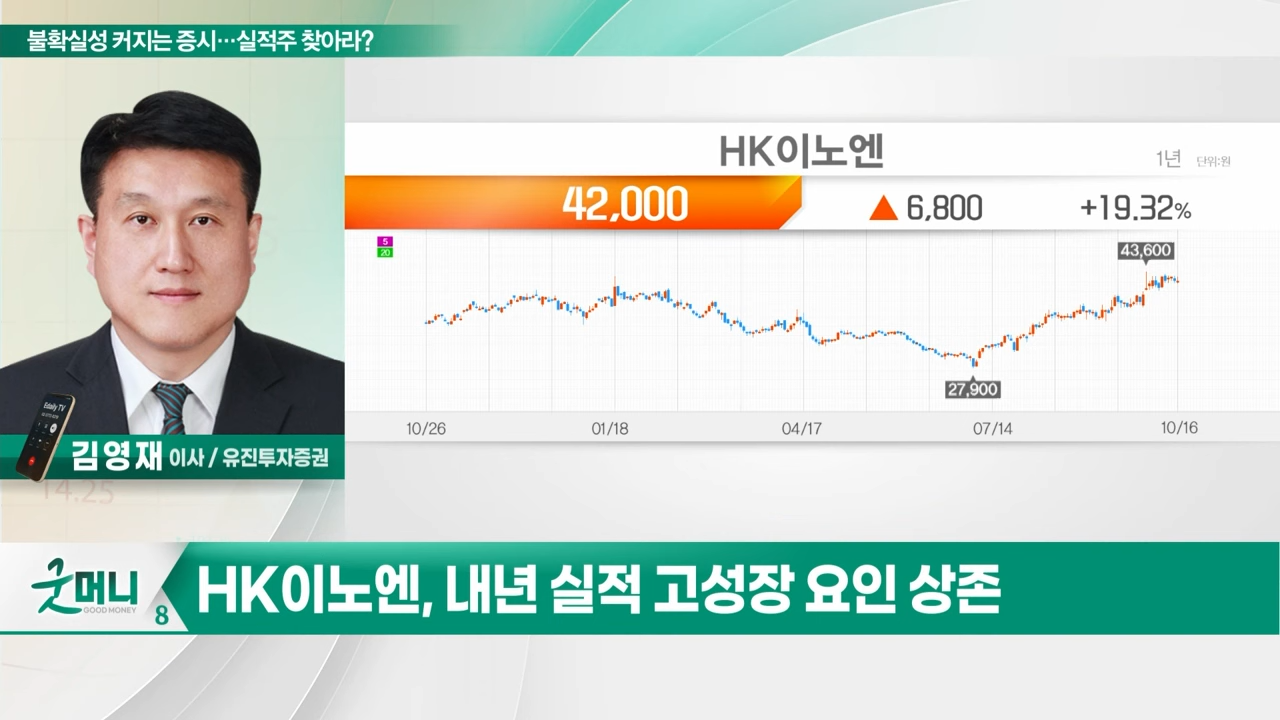 불확실성 커지는 증시…실적주 찾아라?
HK이노엔
1년 단위:원
42,000 ▲ 6,800 +19.32%
5
20
43,600
27,900
10/26 01/18 04/17 07/14 10/16
Edaily TV
김영재 이사 / 유진투자증권
14.25
굿머니
GOOD MONEY
8
HK이노엔, 내년 실적 고성장 요인 상존